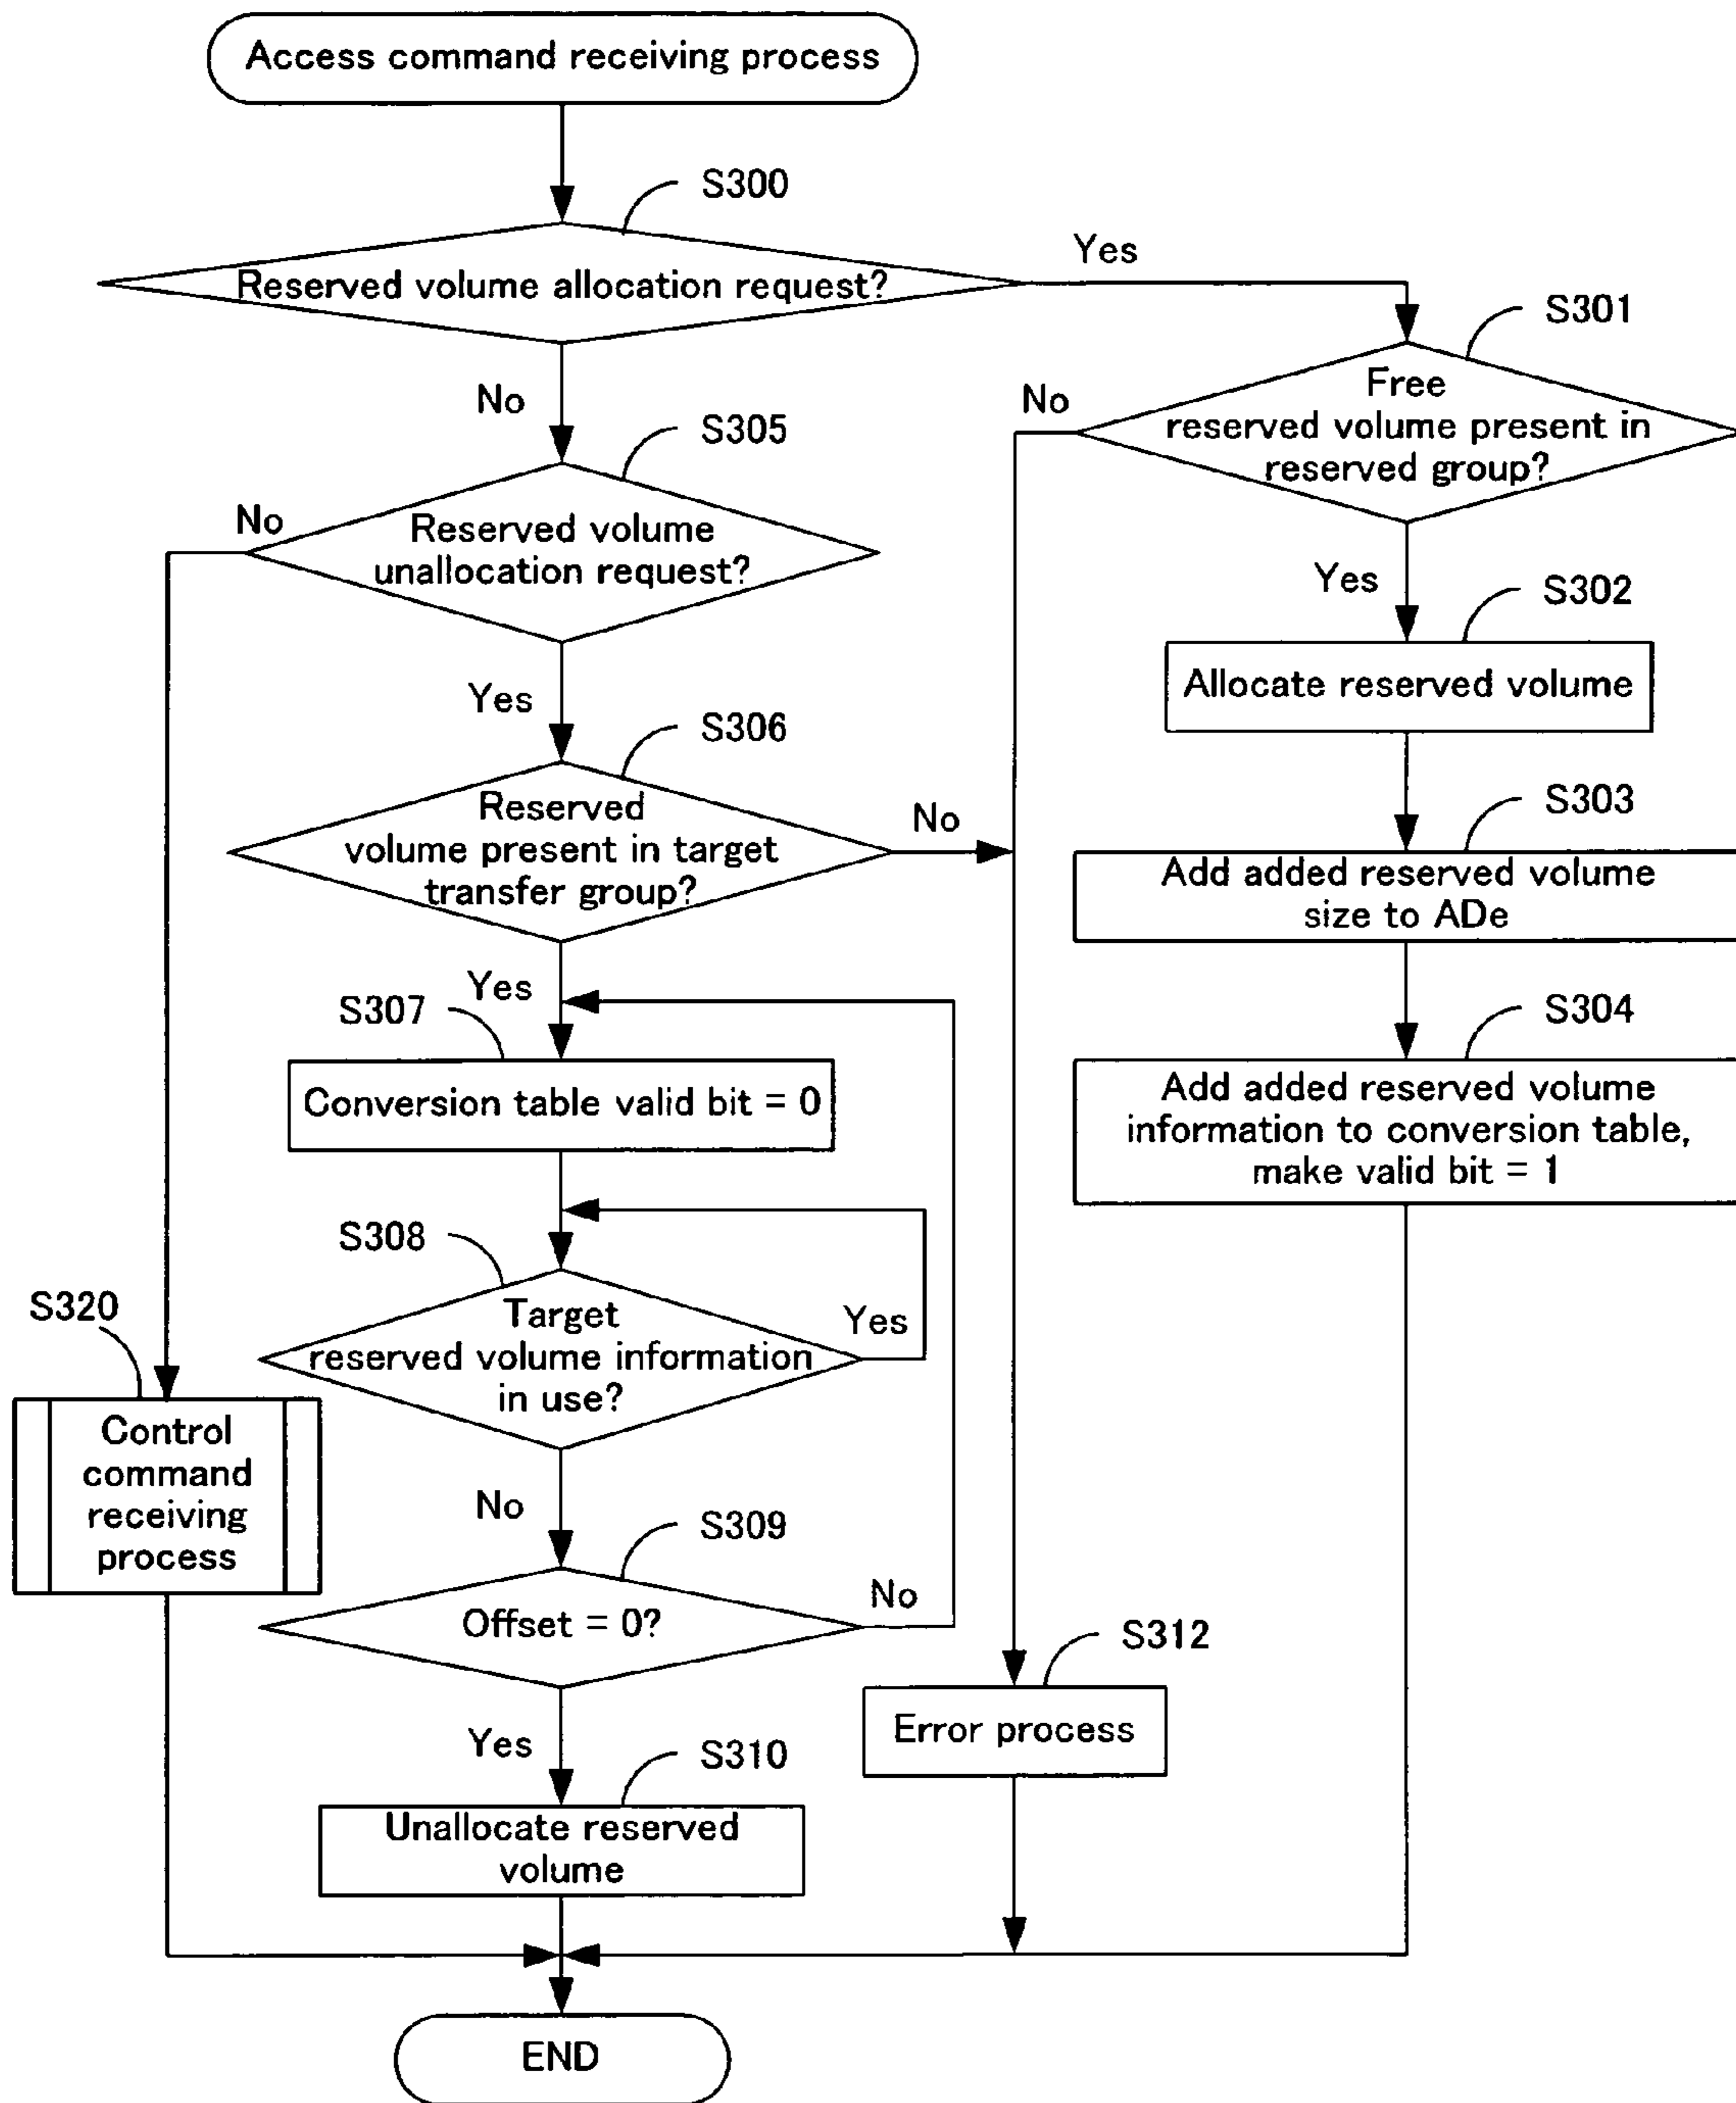 Access command receiving process
S300
Reserved volume allocation request?
Yes
S301
Free
reserved volume present in
reserved group?
No
No
S305
Reserved volume
unallocation request?
No
Yes
S302
Allocate reserved volume
Yes
S306
Reserved
volume present in target
transfer group?
No
S303
Add added reserved volume
size to ADe
Yes
S307
Conversion table valid bit = 0
S304
Add added reserved volume
information to conversion table,
make valid bit = 1
S308
Target
reserved volume information
in use?
Yes
S320
Control
command
receiving
process
No
S309
Offset = 0?
No
S312
Error process
Yes
S310
Unallocate reserved
volume
END